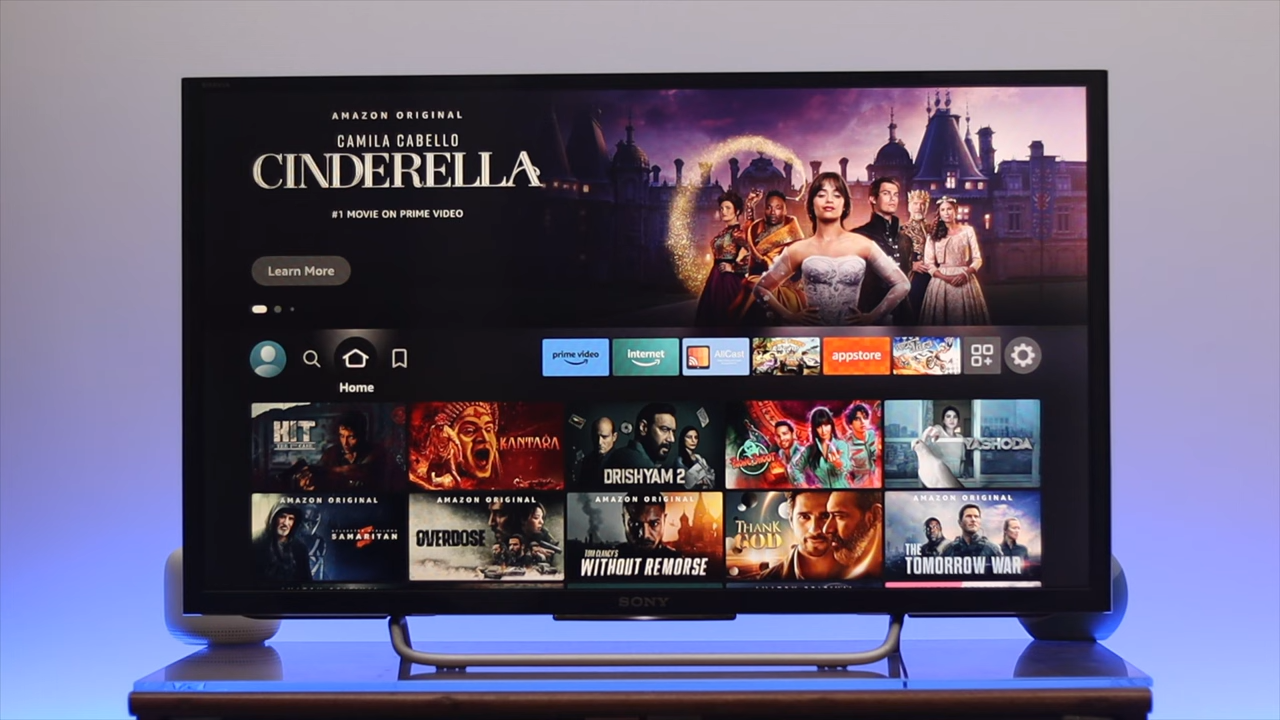 AMAZON ORIGINAL
CAMILA CABELLO
CINDERELLA
#1 MOVIE ON PRIME VIDEO
Learn More
prime video
internet
AllCast
appstore
Home
HIT
KANTARA
DRISHYAM 2
YASHODA
AMAZON ORIGINAL
SAMARITAN
AMAZON ORIGINAL
OVERDOSE
AMAZON ORIGINAL
TOM CLANCY'S
WITHOUT REMORSE
THANK
GOD
AMAZON ORIGINAL
THE
TOMORROW WAR
SONY